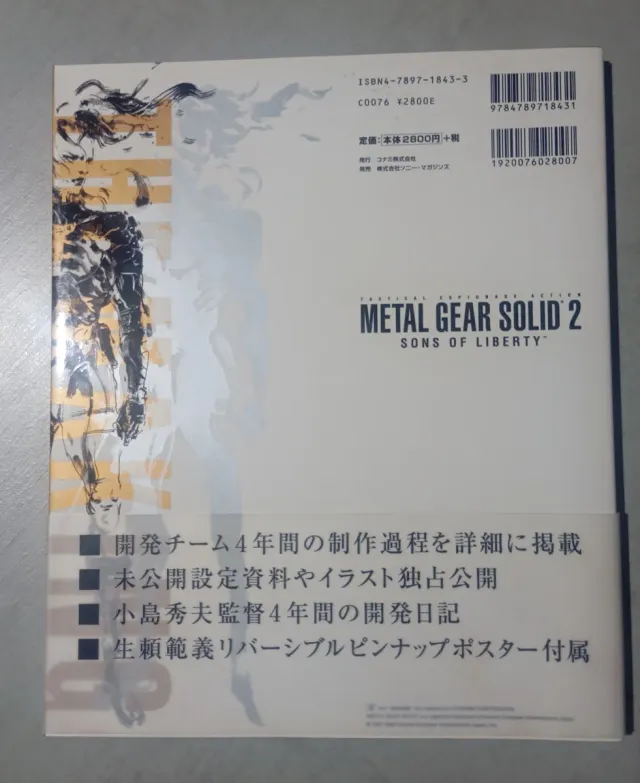 ISBN4-7897-1843-3
C0076 ¥2800E
9784789718431
定価:本体2800円+税
1920076028007
発行 コナミ株式会社
発売 株式会社ソニー・マガジンズ
TACTICAL ESPIONAGE ACTION
METAL GEAR SOLID 2
SONS OF LIBERTY™
■ 開発チーム4年間の制作過程を詳細に掲載
■ 未公開設定資料やイラスト独占公開
■ 小島秀夫監督4年間の開発日記
■ 生頼範義リバーシブルピンナップポスター付属